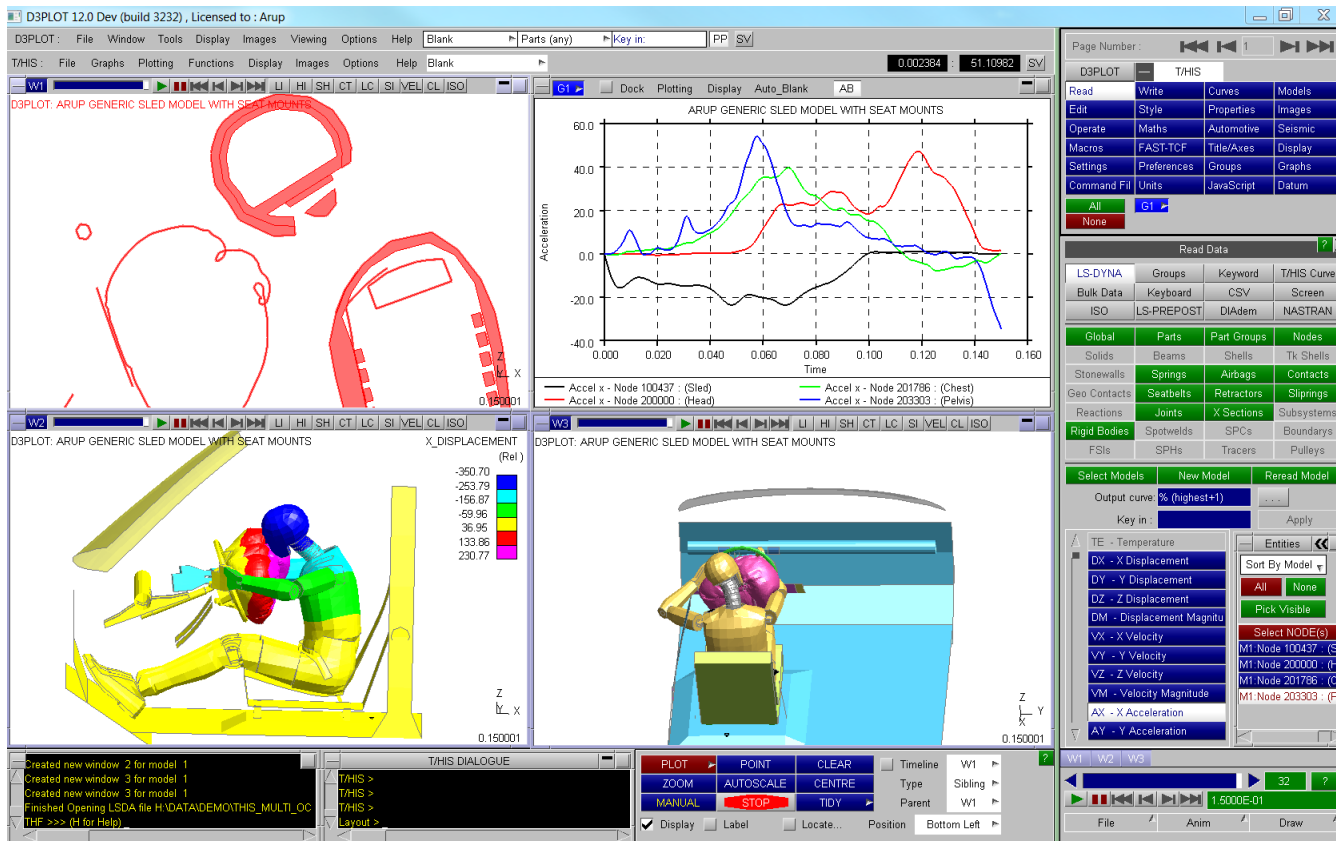 D3PLOT 12.0 Dev (build 3232) , Licensed to : Arup
D3PLOT : File Window Tools Display Images Viewing Options Help Blank Parts (any) Key in: PP SV
T/HIS : File Graphs Plotting Functions Display Images Options Help Blank 0.002384 : 51.10982 SV
W1 LI HI SH CT LC SI VEL CL ISO
D3PLOT: ARUP GENERIC SLED MODEL WITH SEAT MOUNTS
Z
Y X
0.150001
G1 Dock Plotting Display Auto_Blank AB
ARUP GENERIC SLED MODEL WITH SEAT MOUNTS
60.0
40.0
20.0
0.0
-20.0
-40.0
Acceleration
0.000 0.020 0.040 0.060 0.080 0.100 0.120 0.140 0.160
Time
Accel x - Node 100437 : (Sled) Accel x - Node 201786 : (Chest)
Accel x - Node 200000 : (Head) Accel x - Node 203303 : (Pelvis)
W2 LI HI SH CT LC SI VEL CL ISO
D3PLOT: ARUP GENERIC SLED MODEL WITH SEAT MOUNTS
X_DISPLACEMENT
(Rel )
-350.70
-253.79
-156.87
-59.96
36.95
133.86
230.77
Z
Y X
0.150001
W3 LI HI SH CT LC SI VEL CL ISO
D3PLOT: ARUP GENERIC SLED MODEL WITH SEAT MOUNTS
Z
Y
X
0.150001
Created new window 2 for model 1
Created new window 3 for model 1
Created new window 3 for model 1
Finished Opening LSDA file H:\DATA\DEMO\THIS_MULTI_OC
THF >>> (H for Help) _
T/HIS DIALOGUE
T/HIS >
T/HIS >
T/HIS >
Layout > _
PLOT POINT CLEAR Timeline W1
ZOOM AUTOSCALE CENTRE Type Sibling
MANUAL STOP TIDY Parent W1
Display Label Locate... Position Bottom Left
?
Page Number : 1
D3PLOT T/HIS
Read Write Curves Models
Edit Style Properties Images
Operate Maths Automotive Seismic
Macros FAST-TCF Title/Axes Display
Settings Preferences Groups Graphs
Command Fil Units JavaScript Datum
All G1
None
Read Data ?
LS-DYNA Groups Keyword T/HIS Curve
Bulk Data Keyboard CSV Screen
ISO LS-PREPOST DIAdem NASTRAN
Global Parts Part Groups Nodes
Solids Beams Shells Tk Shells
Stonewalls Springs Airbags Contacts
Geo Contacts Seatbelts Retractors Sliprings
Reactions Joints X Sections Subsystems
Rigid Bodies Spotwelds SPCs Boundarys
FSIs SPHs Tracers Pulleys
Select Models New Model Reread Model
Output curve: % (highest+1) . . .
Key in : Apply
TE - Temperature
DX - X Displacement
DY - Y Displacement
DZ - Z Displacement
DM - Displacement Magnitu
VX - X Velocity
VY - Y Velocity
VZ - Z Velocity
VM - Velocity Magnitude
AX - X Acceleration
AY - Y Acceleration
Entities
Sort By Model
All None
Pick Visible
Select NODE(s)
M1:Node 100437 : (S
M1:Node 200000 : (H
M1:Node 201786 : (C
M1:Node 203303 : (P
W1 W2 W3
32 ?
1.5000E-01
File Anim Draw